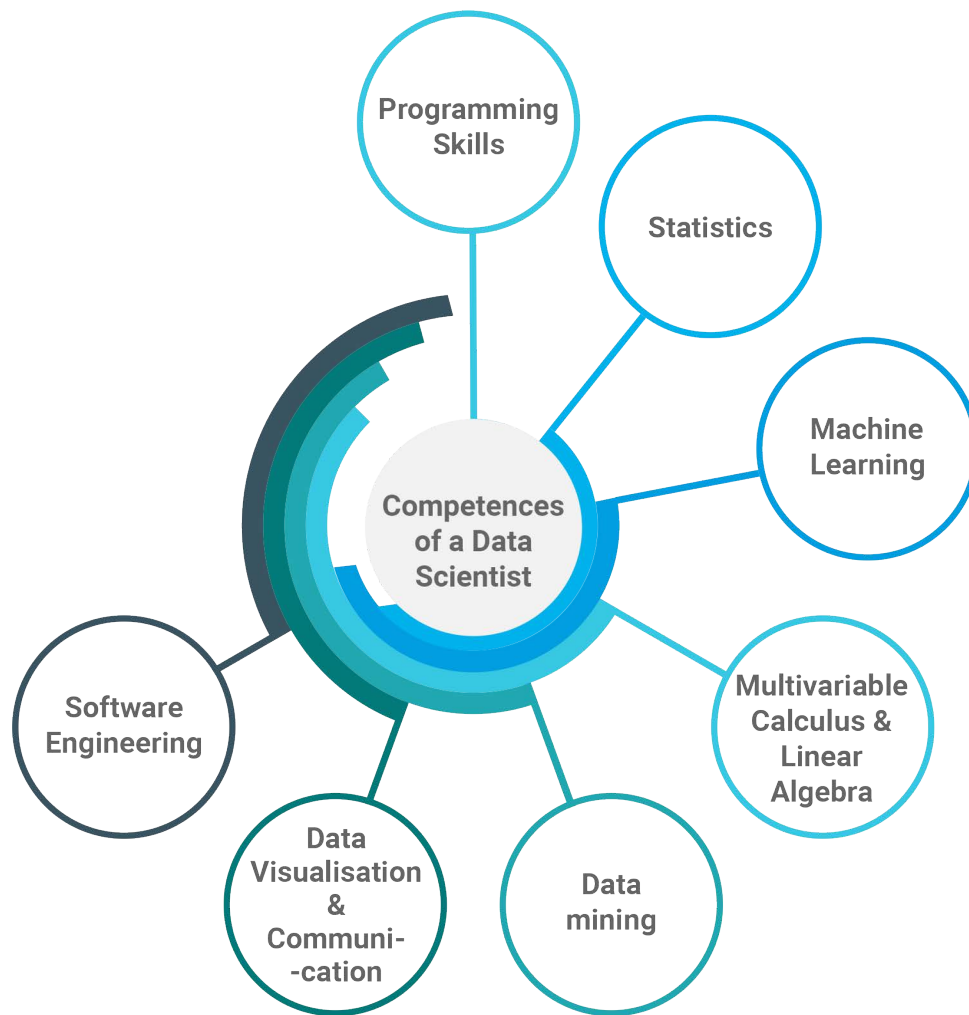 Programming
Skills
Statistics
Machine
Learning
Competences
of a Data
Scientist
Multivariable
Calculus &
Linear
Algebra
Software
Engineering
Data
Visualisation
&
Communi-
-cation
Data
mining